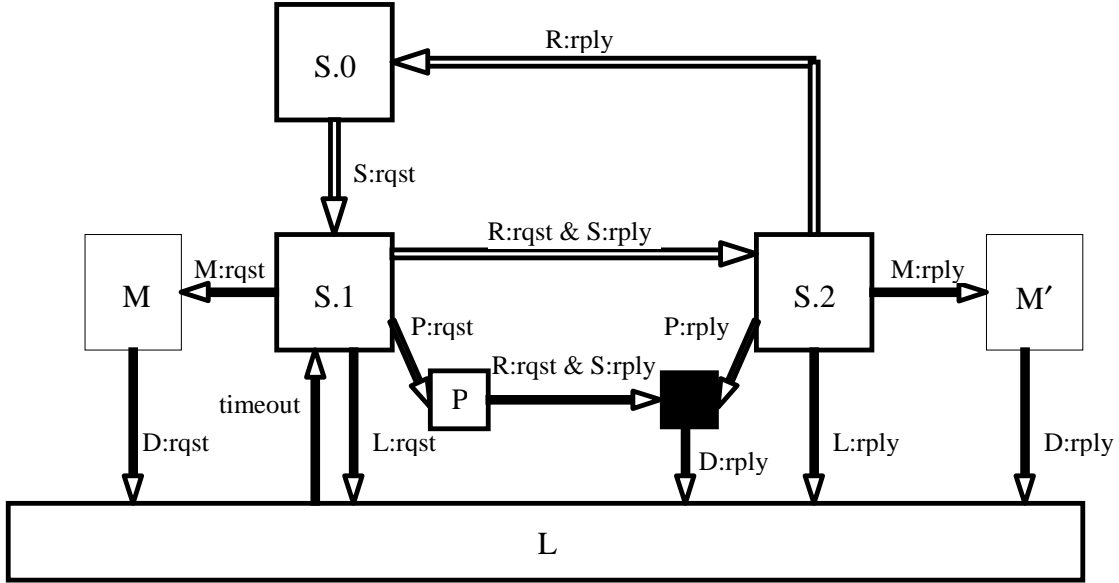 R:rply
S.0
S:rqst
R:rqst & S:rply
M:rqst
M:rply
M
S.1
S.2
M′
P:rqst
P:rply
R:rqst & S:rply
P
timeout
D:rqst
L:rqst
D:rply
L:rply
D:rply
L